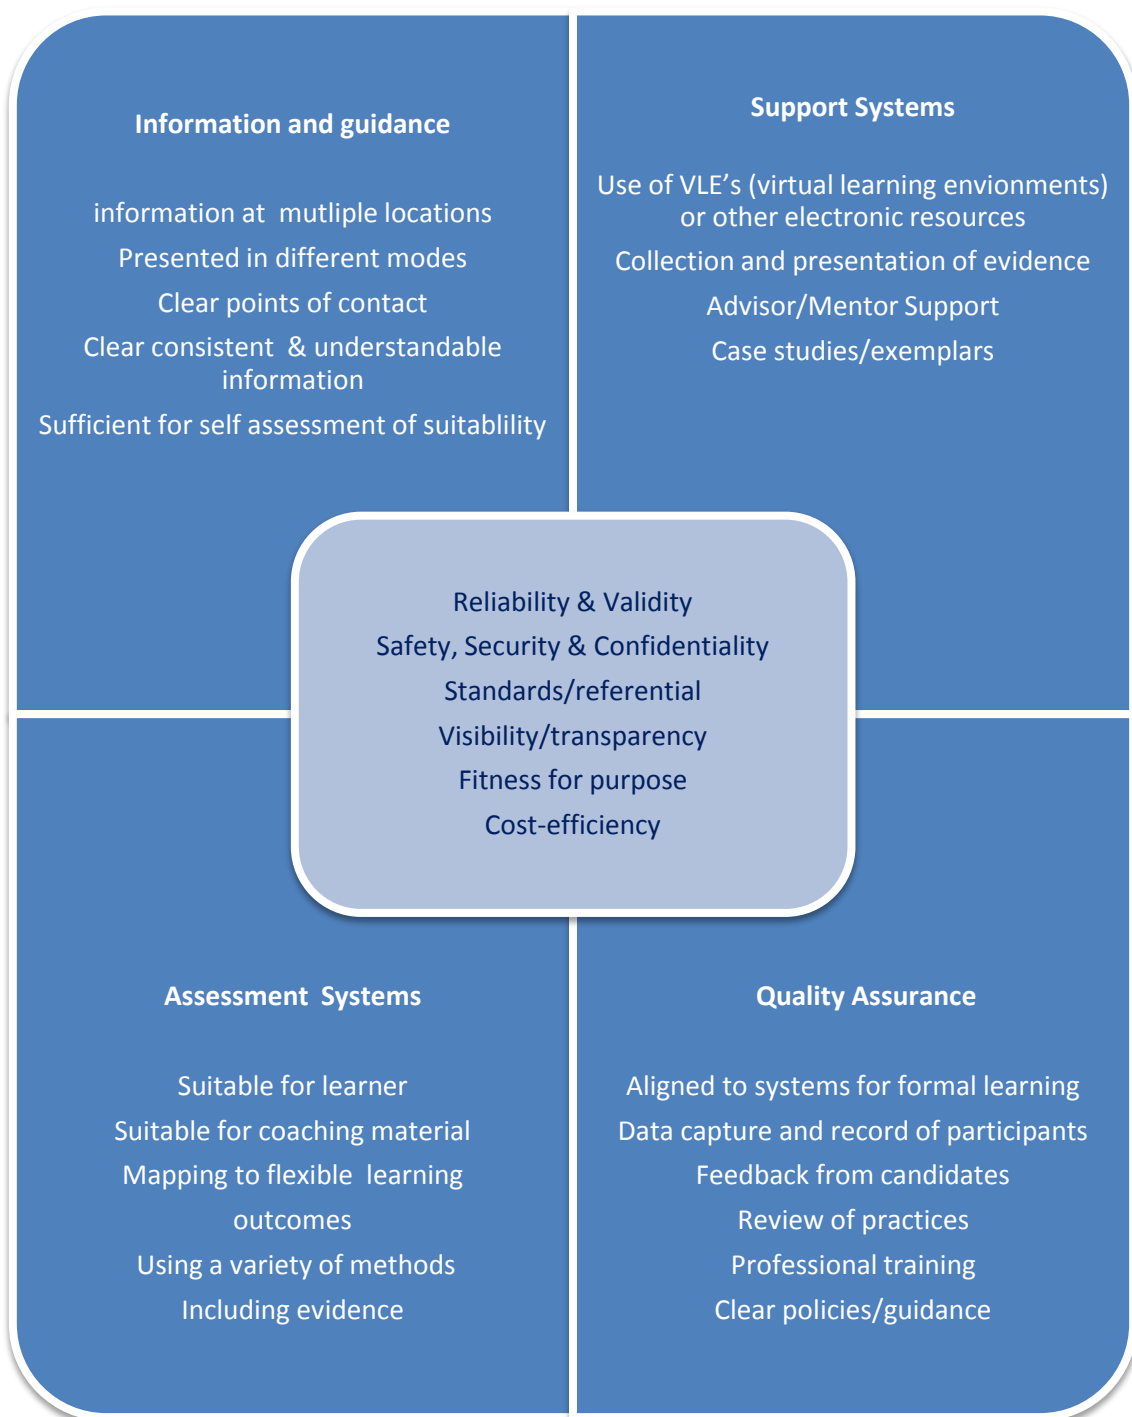 Information and guidance
information at  mutliple locations
Presented in different modes
Clear points of contact
Clear consistent  & understandable
information
Sufficient for self assessment of suitablility
Support Systems
Use of VLE's (virtual learning envionments)
or other electronic resources
Collection and presentation of evidence
Advisor/Mentor Support
Case studies/exemplars
Reliability & Validity
Safety, Security & Confidentiality
Standards/referential
Visibility/transparency
Fitness for purpose
Cost-efficiency
Assessment  Systems
Suitable for learner
Suitable for coaching material
Mapping to flexible  learning
outcomes
Using a variety of methods
Including evidence
Quality Assurance
Aligned to systems for formal learning
Data capture and record of participants
Feedback from candidates
Review of practices
Professional training
Clear policies/guidance